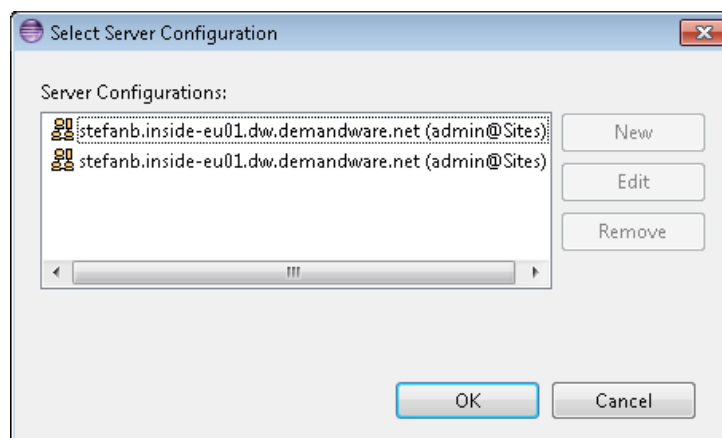 Select Server Configuration
Server Configurations:
stefanb.inside-eu01.dw.demandware.net (admin@Sites)
stefanb.inside-eu01.dw.demandware.net (admin@Sites)
New
Edit
Remove
OK
Cancel